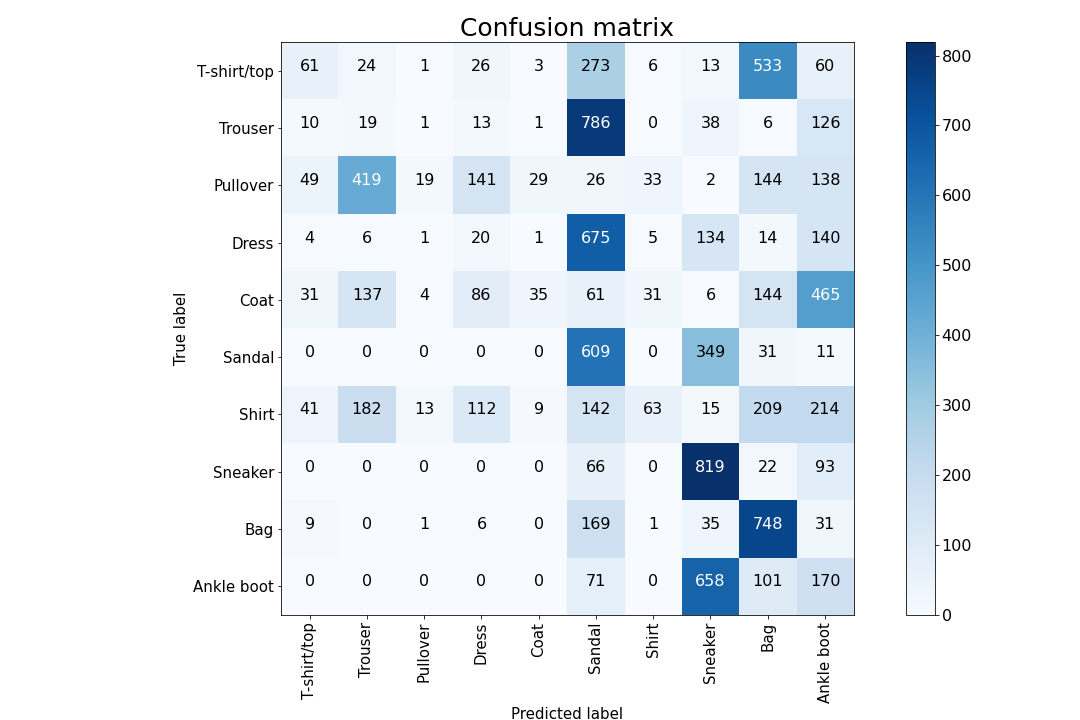 Confusion matrix
T-shirt/top 61 24 1 26 3 273 6 13 533 60
Trouser 10 19 1 13 1 786 0 38 6 126
Pullover 49 419 19 141 29 26 33 2 144 138
Dress 4 6 1 20 1 675 5 134 14 140
Coat 31 137 4 86 35 61 31 6 144 465
Sandal 0 0 0 0 0 609 0 349 31 11
Shirt 41 182 13 112 9 142 63 15 209 214
Sneaker 0 0 0 0 0 66 0 819 22 93
Bag 9 0 1 6 0 169 1 35 748 31
Ankle boot 0 0 0 0 0 71 0 658 101 170
True label
T-shirt/top
Trouser
Pullover
Dress
Coat
Sandal
Shirt
Sneaker
Bag
Ankle boot
Predicted label
800
700
600
500
400
300
200
100
0